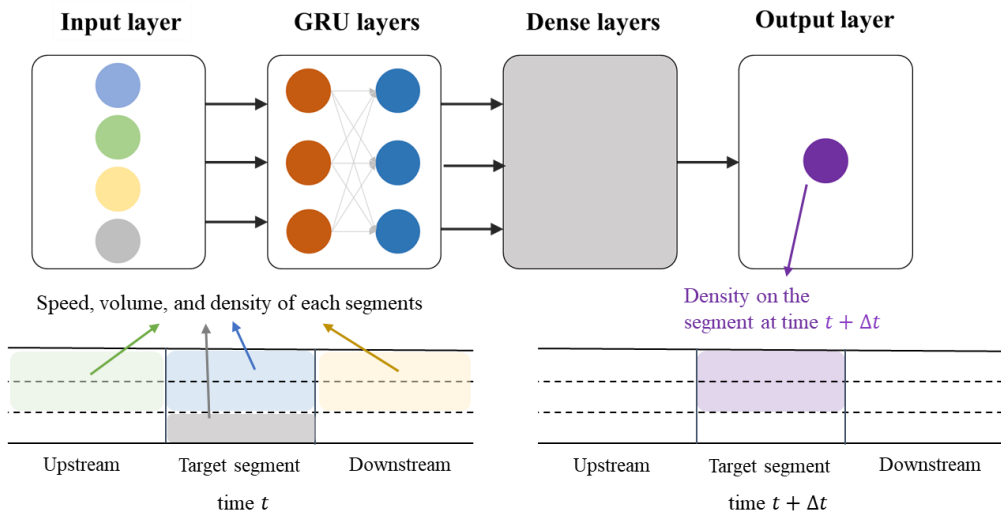 Input layer
GRU layers
Dense layers
Output layer
Speed, volume, and density of each segments
Density on the
segment at time t + Δt
Upstream
Target segment
Downstream
time t
Upstream
Target segment
Downstream
time t + Δt